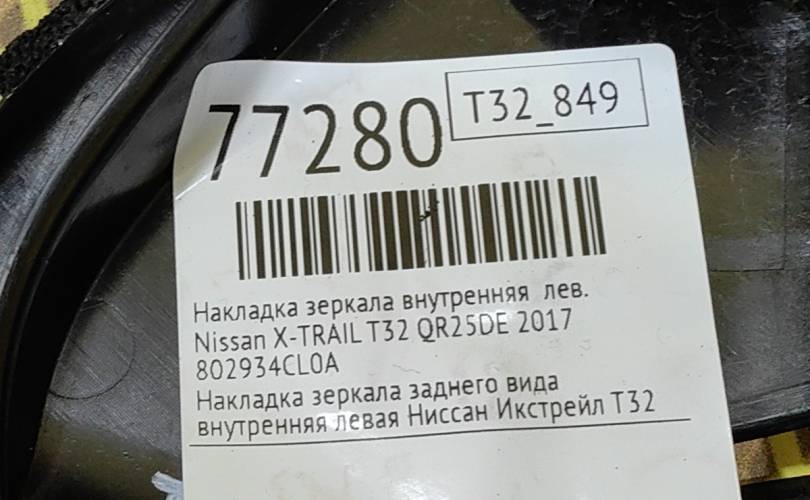 77280
T32_849
Накладка зеркала внутренняя лев.
Nissan X-TRAIL T32 QR25DE 2017
802934CL0A
Накладка зеркала заднего вида
внутренняя левая Ниссан Икстрейл Т32